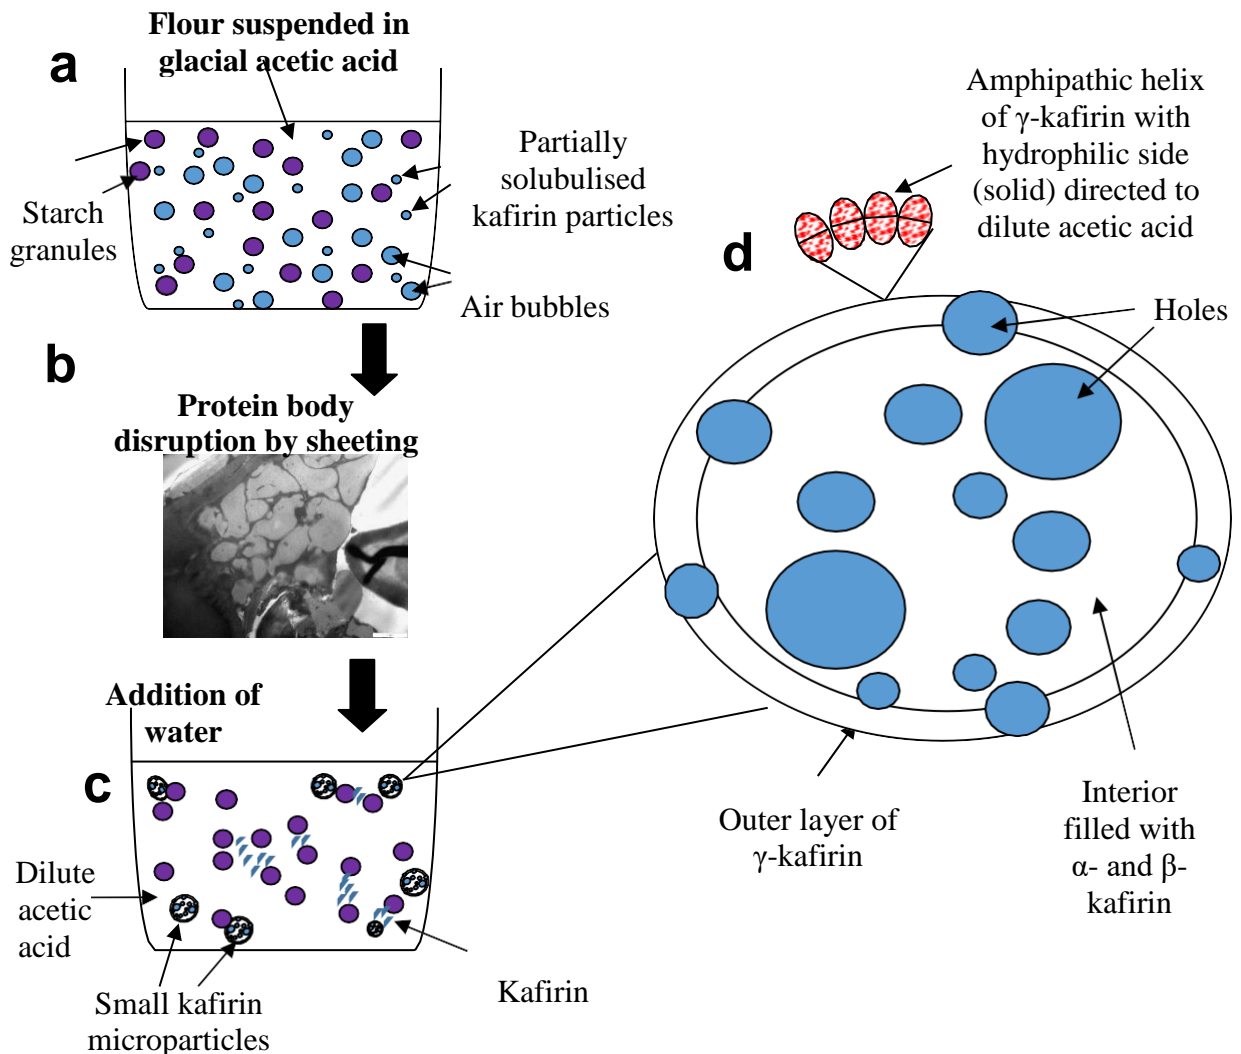 a
Flour suspended in
glacial acetic acid
Starch
granules
Partially
solubulised
kafirin particles
Air bubbles
b
Protein body
disruption by sheeting
Addition of
water
c
Dilute
acetic
acid
Small kafirin
microparticles
Kafirin
d
Amphipathic helix
of γ-kafirin with
hydrophilic side
(solid) directed to
dilute acetic acid
Holes
Outer layer of
γ-kafirin
Interior
filled with
α- and β-
kafirin